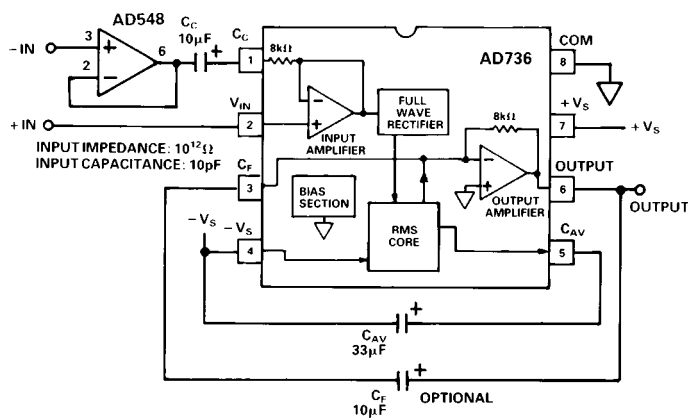 AD548
C_C
10μF
+
C_C
COM
-IN
3
+
6
2
-
1
8kΩ
AD736
8
V_IN
+V_S
+IN
2
-
+
INPUT
AMPLIFIER
FULL
WAVE
RECTIFIER
8kΩ
7
+V_S
INPUT IMPEDANCE: 10^12Ω
INPUT CAPACITANCE: 10pF
C_F
3
-
+
OUTPUT
AMPLIFIER
OUTPUT
6
OUTPUT
BIAS
SECTION
-V_S
-V_S
4
RMS
CORE
C_AV
5
+
C_AV
33μF
+
C_F
10μF
OPTIONAL